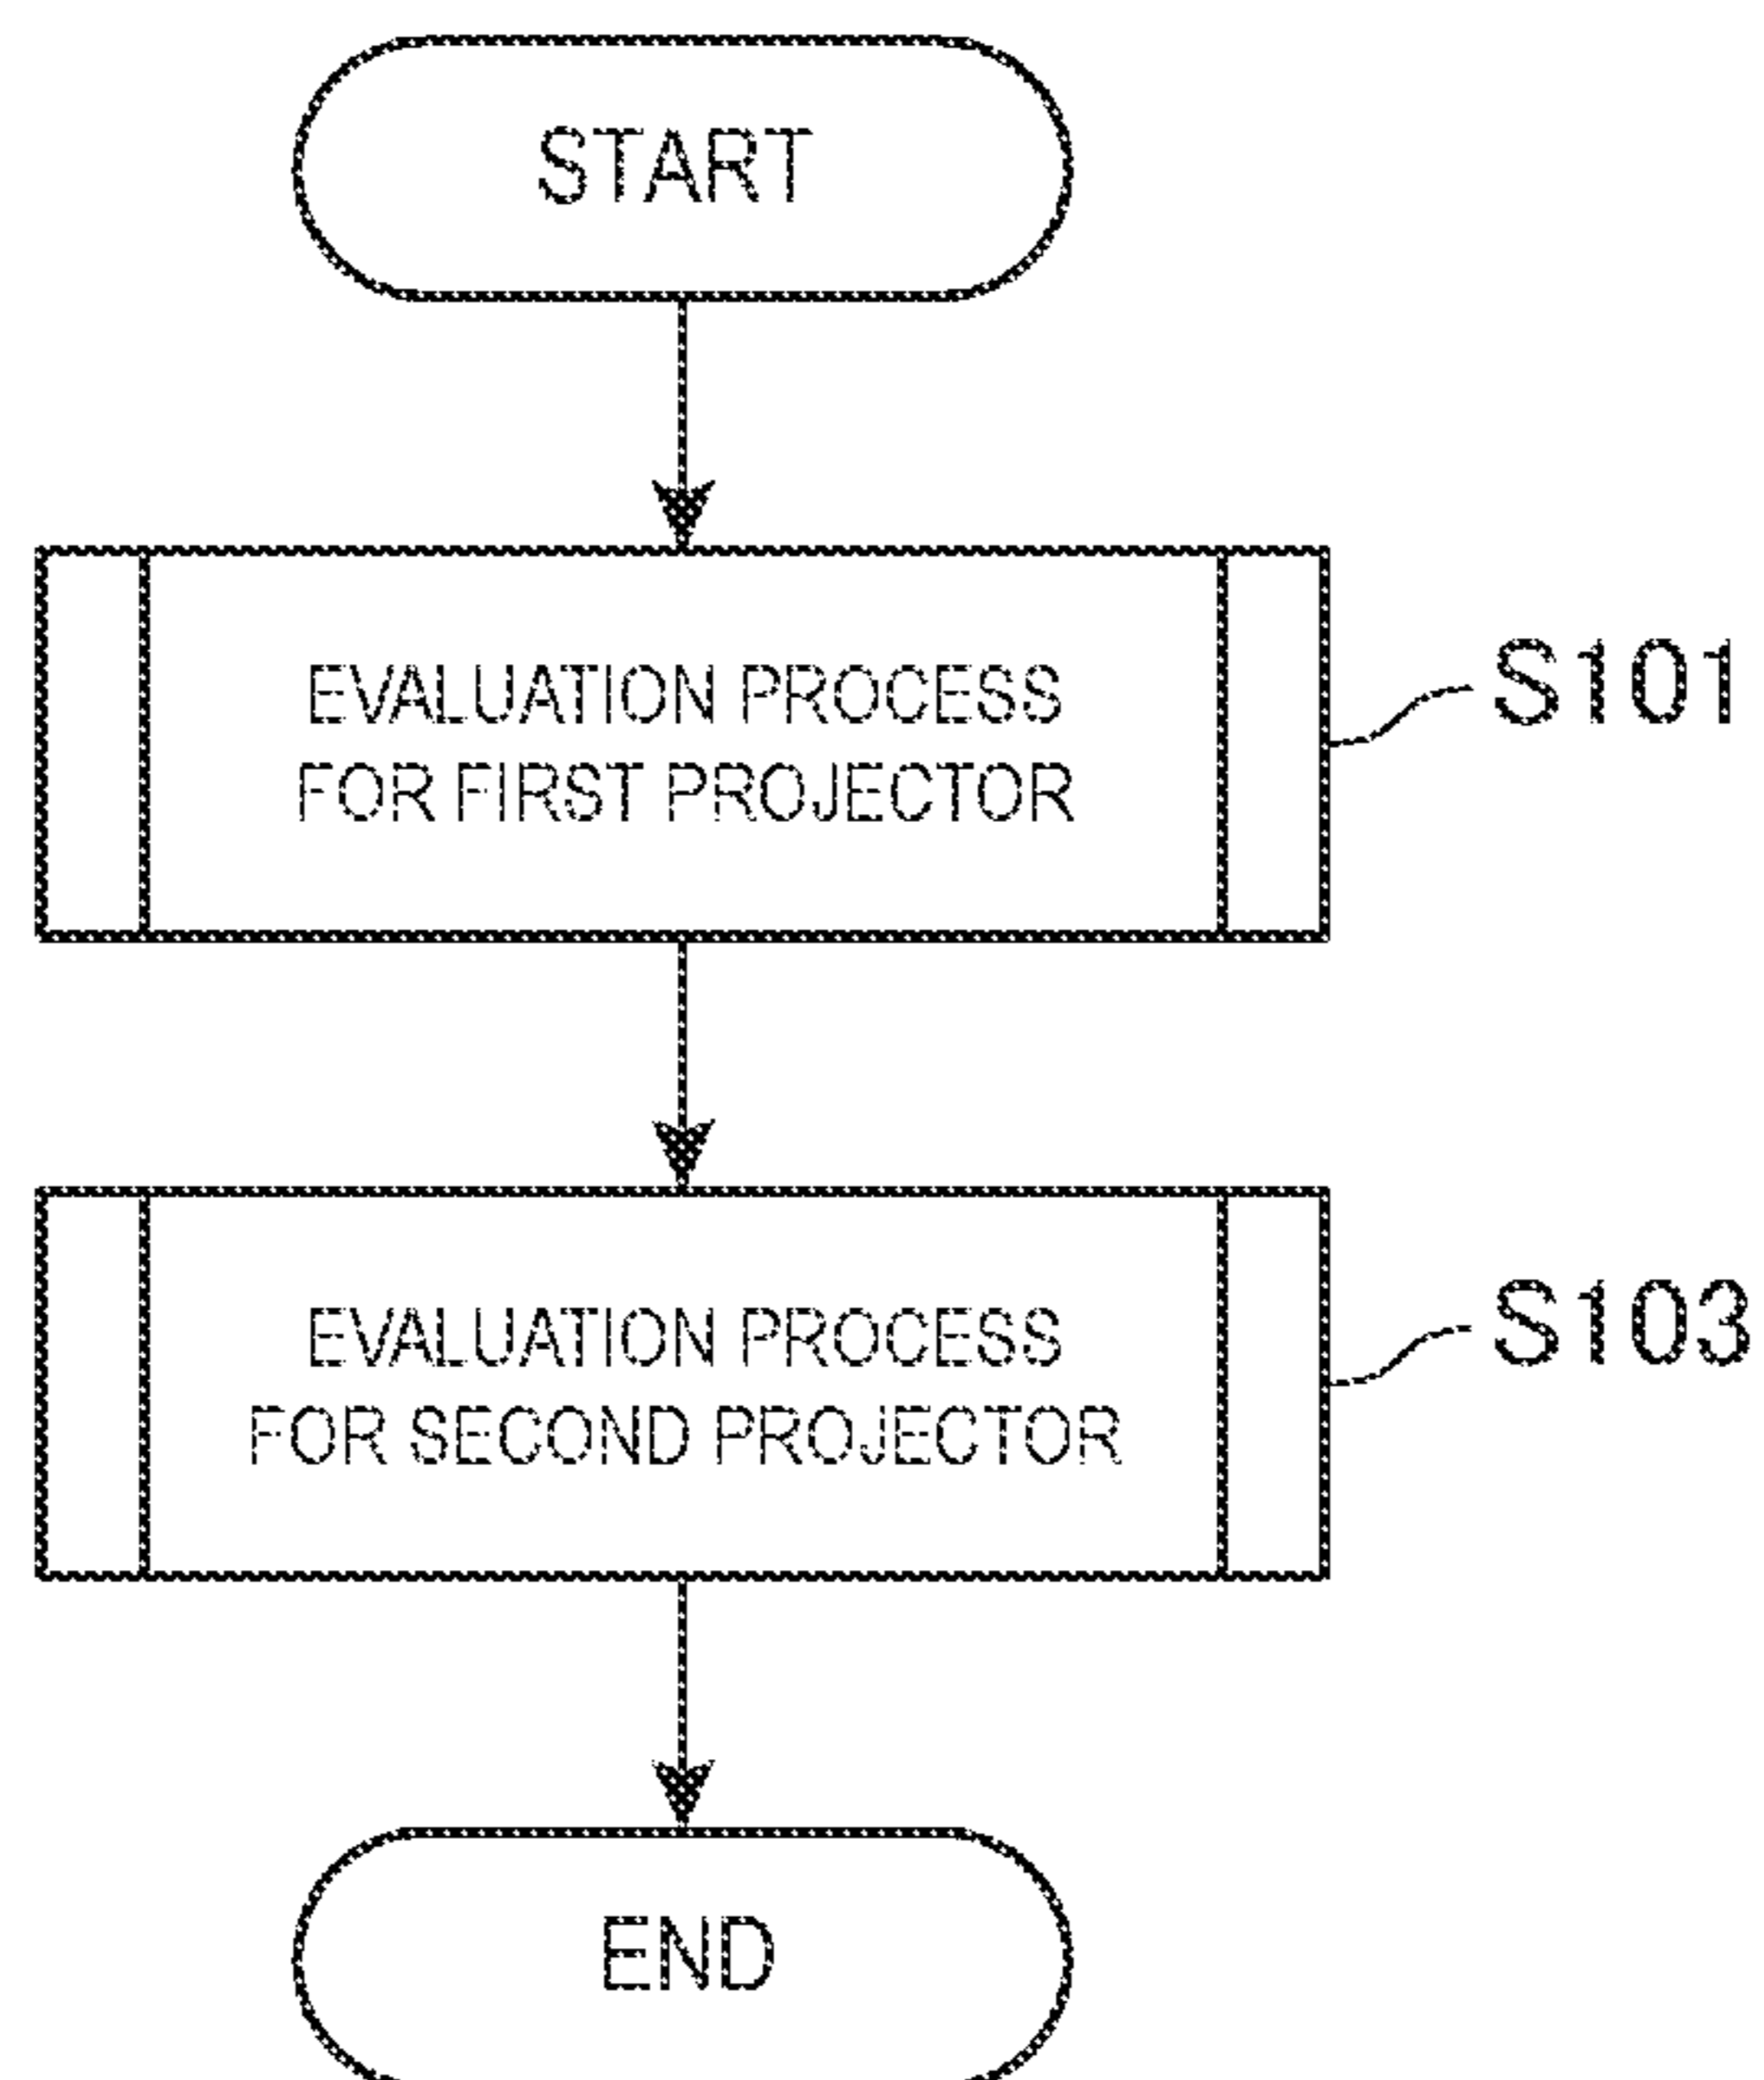 START
EVALUATION PROCESS
FOR FIRST PROJECTOR
S101
EVALUATION PROCESS
FOR SECOND PROJECTOR
S103
END